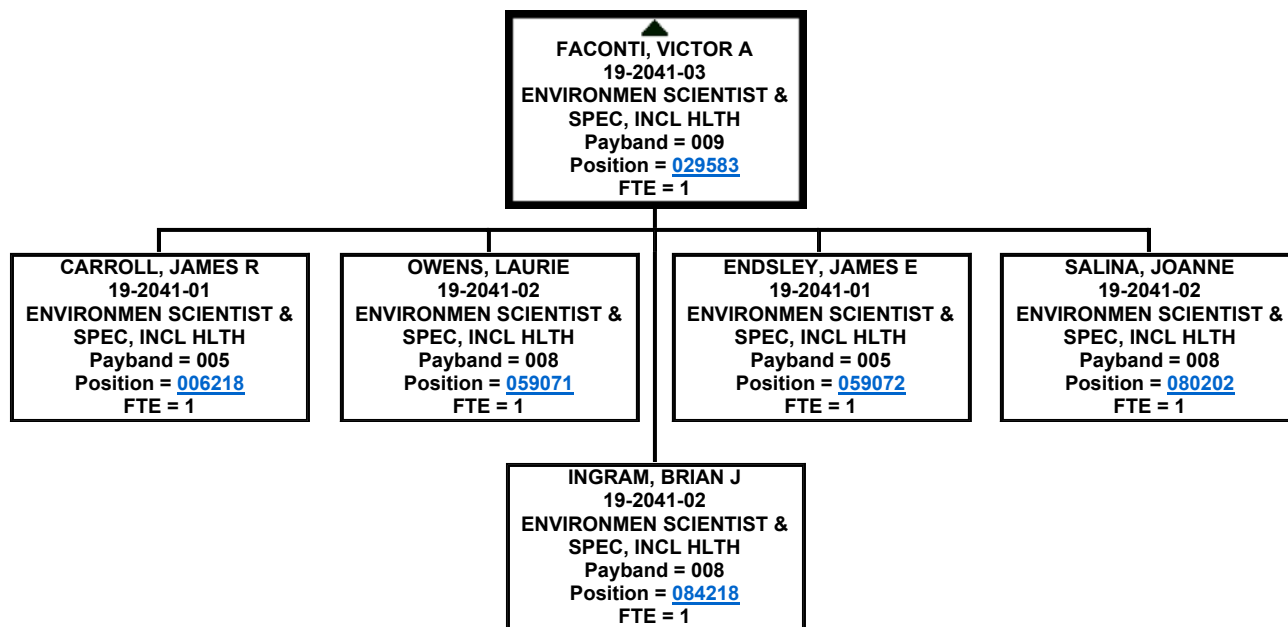 FACONTI, VICTOR A
19-2041-03
ENVIRONMEN SCIENTIST &
SPEC, INCL HLTH
Payband = 009
Position = 029583
FTE = 1
CARROLL, JAMES R
19-2041-01
ENVIRONMEN SCIENTIST &
SPEC, INCL HLTH
Payband = 005
Position = 006218
FTE = 1
OWENS, LAURIE
19-2041-02
ENVIRONMEN SCIENTIST &
SPEC, INCL HLTH
Payband = 008
Position = 059071
FTE = 1
ENDSLEY, JAMES E
19-2041-01
ENVIRONMEN SCIENTIST &
SPEC, INCL HLTH
Payband = 005
Position = 059072
FTE = 1
SALINA, JOANNE
19-2041-02
ENVIRONMEN SCIENTIST &
SPEC, INCL HLTH
Payband = 008
Position = 080202
FTE = 1
INGRAM, BRIAN J
19-2041-02
ENVIRONMEN SCIENTIST &
SPEC, INCL HLTH
Payband = 008
Position = 084218
FTE = 1